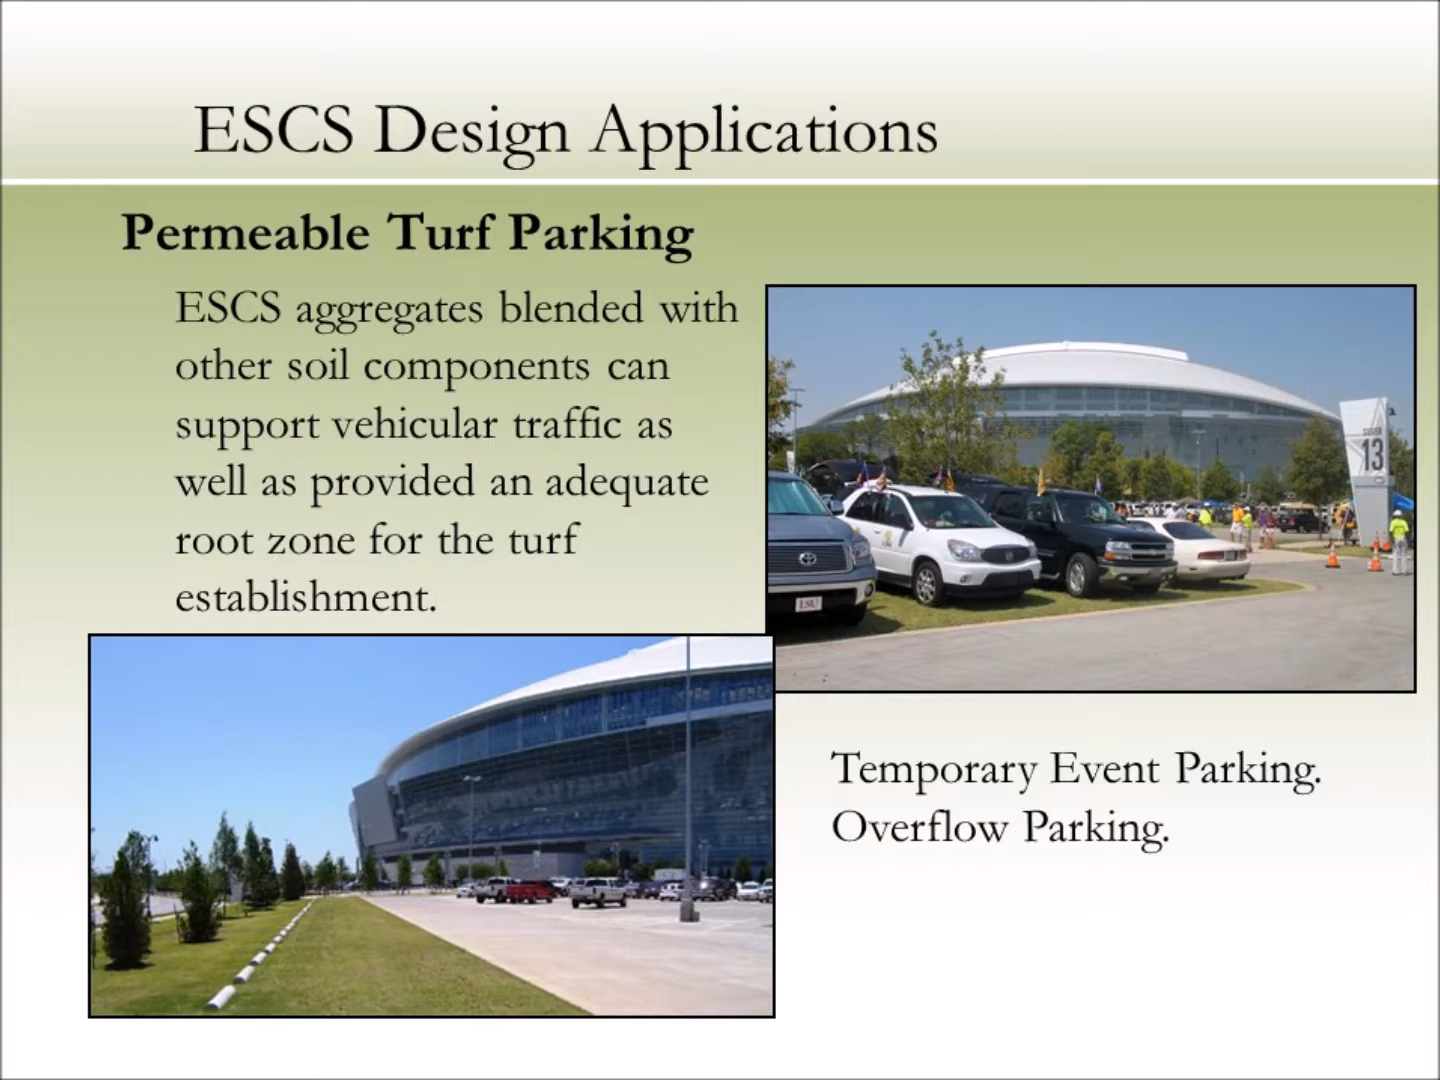 ESCS Design Applications
Permeable Turf Parking
ESCS aggregates blended with
other soil components can
support vehicular traffic as
well as provided an adequate
root zone for the turf
establishment.
13
LSU
Temporary Event Parking.
Overflow Parking.